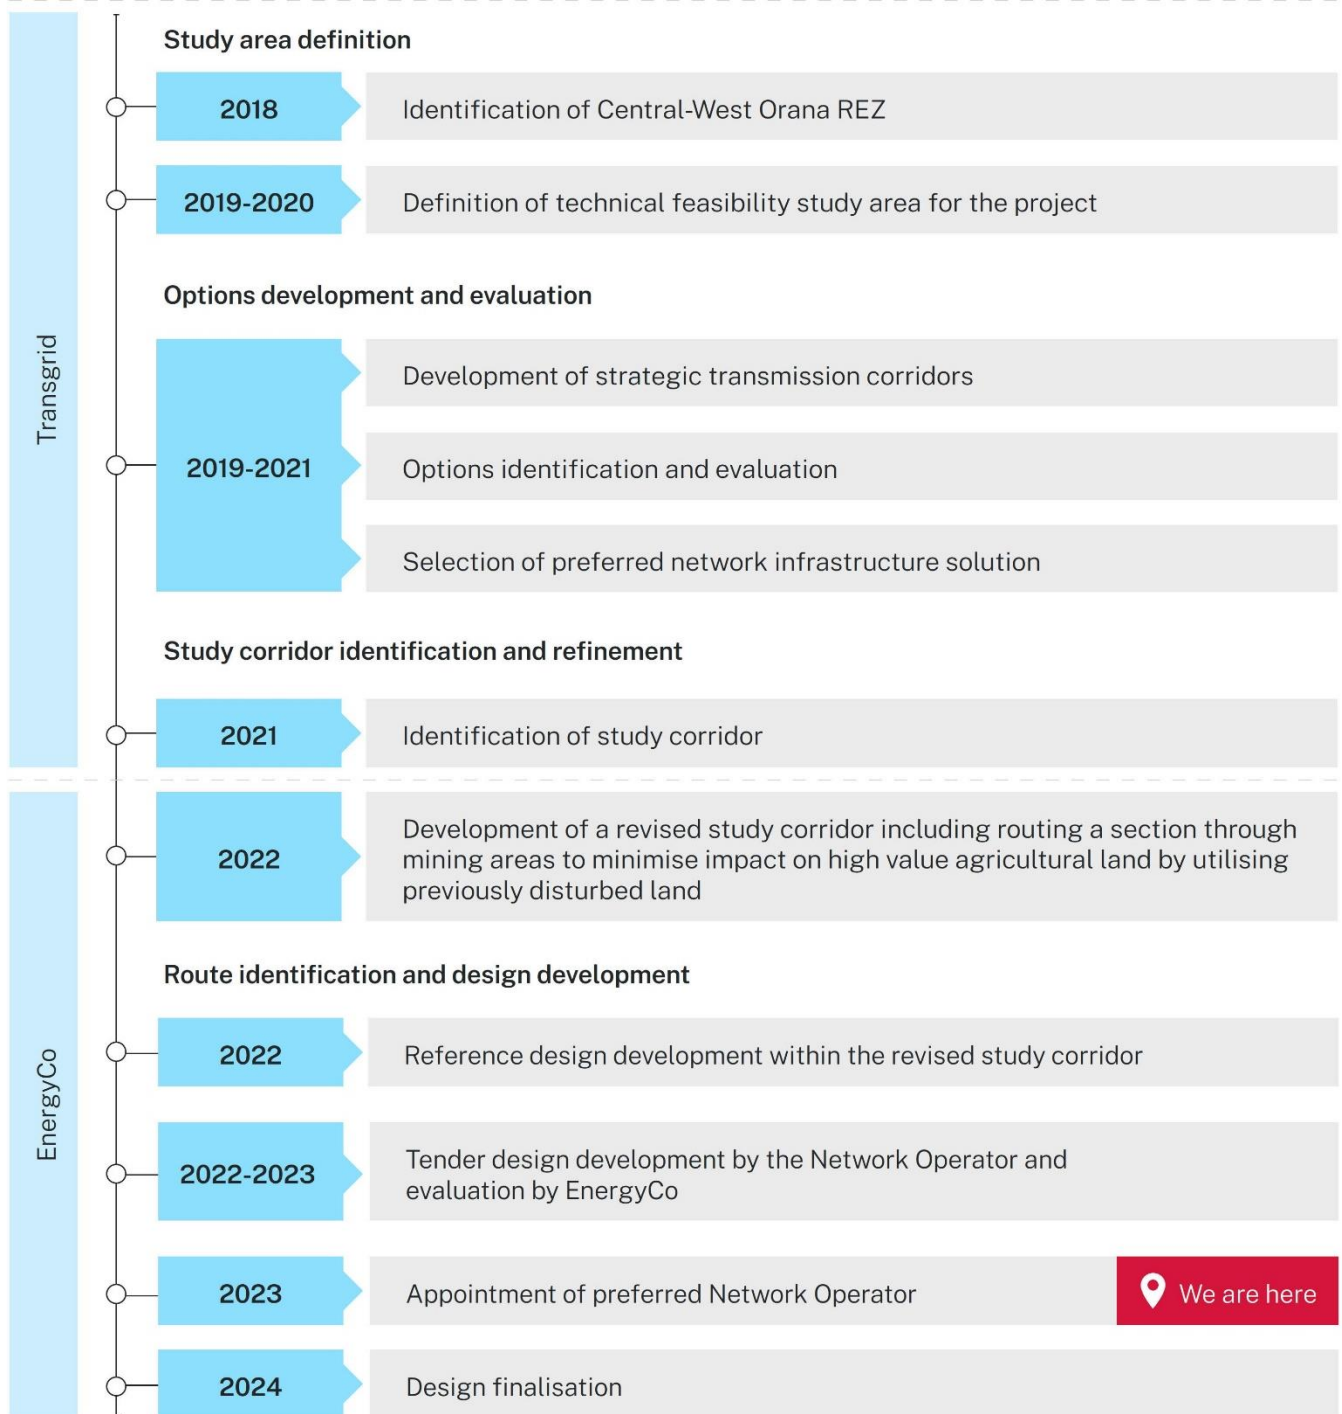 Transgrid
Study area definition
2018
Identification of Central-West Orana REZ
2019-2020
Definition of technical feasibility study area for the project
Options development and evaluation
2019-2021
Development of strategic transmission corridors
Options identification and evaluation
Selection of preferred network infrastructure solution
Study corridor identification and refinement
2021
Identification of study corridor
EnergyCo
2022
Development of a revised study corridor including routing a section through
mining areas to minimise impact on high value agricultural land by utilising
previously disturbed land
Route identification and design development
2022
Reference design development within the revised study corridor
2022-2023
Tender design development by the Network Operator and
evaluation by EnergyCo
2023
Appointment of preferred Network Operator
We are here
2024
Design finalisation